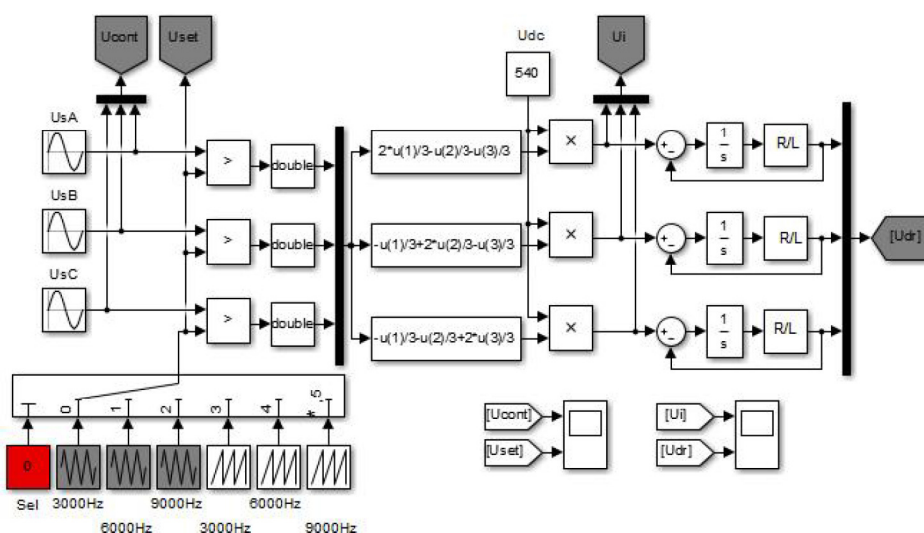 Ucont
Uset
Udc
Ui
540
UsA
UsB
UsC
>
double
2*u(1)/3-u(2)/3-u(3)/3
×
+
-
1
s
R/L
>
double
-u(1)/3+2*u(2)/3-u(3)/3
×
+
-
1
s
R/L
[Udr]
>
double
-u(1)/3-u(2)/3+2*u(3)/3
×
+
-
1
s
R/L
0
1
2
3
4
*,5
0
Sel
3000Hz
6000Hz
9000Hz
3000Hz
6000Hz
9000Hz
[Ucont]
[Uset]
[Ui]
[Udr]